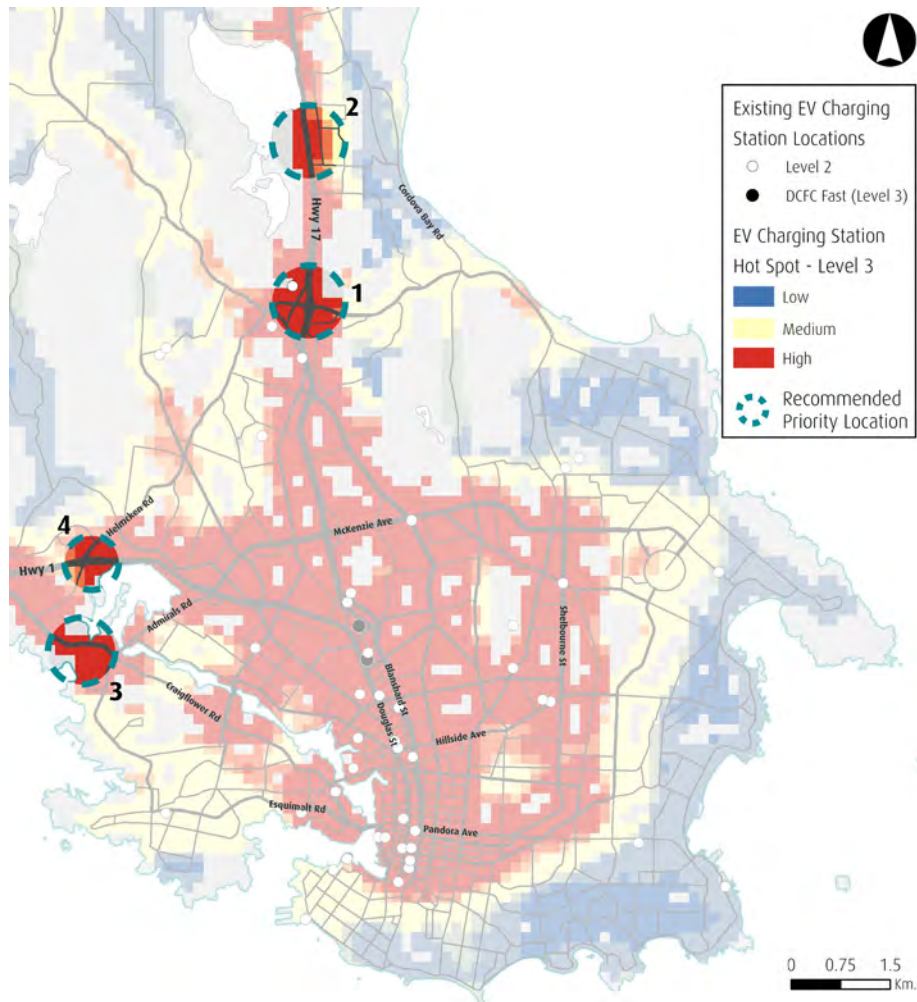 2
Existing EV Charging
Station Locations
Level 2
DCFC Fast (Level 3)
EV Charging Station
Hot Spot - Level 3
Low
Medium
High
Recommended
Priority Location
Hwy 17
Cordova Bay Rd
1
Helmcken Rd
4
McKenzie Ave
Hwy 1
Admirals Rd
Shelbourne St
3
Craigflower Rd
Blanshard St
Douglas St
Hillside Ave
Esquimalt Rd
Pandora Ave
0 0.75 1.5
Km.